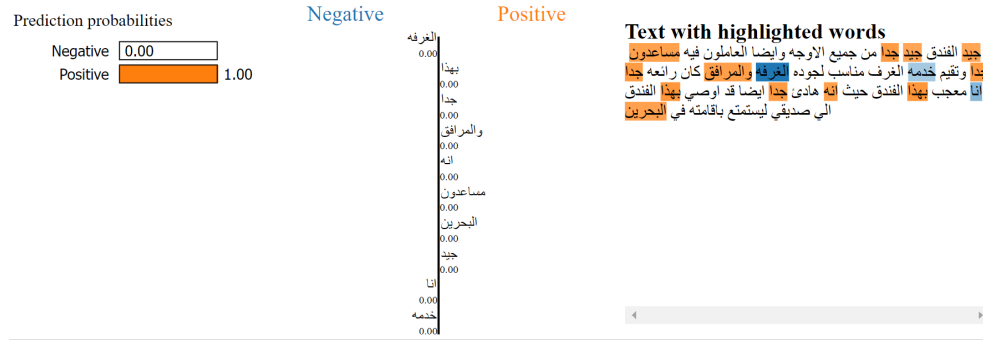 Prediction probabilities
Negative 0.00
Positive 1.00
Negative Positive
الغرفه
0.00
بهذا
0.00
جدا
0.00
والمرافق
0.00
انه
0.00
مساعدون
0.00
البحرين
0.00
جيد
0.00
انا
0.00
خدمه
0.00
Text with highlighted words
جيد الفندق جيد جدا من جميع الاوجه وايضا العاملون فيه مساعدون
جدا وتقيم خدمه الغرف مناسب لجوده الغرفه والمرافق كان رائعه جدا
انا معجب بهذا الفندق حيث انه هادئ جدا ايضا قد اوصي بهذا الفندق
الي صديقي ليستمتع باقامته في البحرين